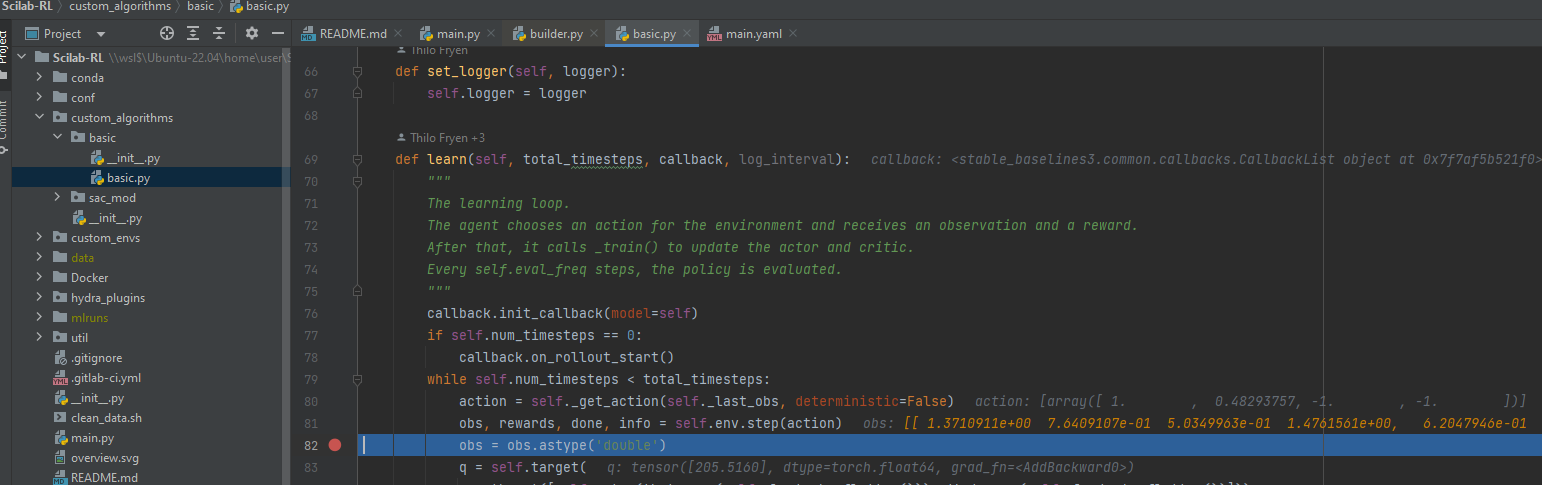 Scilab-RL custom_algorithms basic basic.py
Project
README.md main.py builder.py basic.py main.yaml
Project
Commit
Scilab-RL \\wsl$\Ubuntu-22.04\home\user\S
conda
conf
custom_algorithms
basic
__init__.py
basic.py
sac_mod
__init__.py
custom_envs
data
Docker
hydra_plugins
mlruns
util
.gitignore
.gitlab-ci.yml
__init__.py
clean_data.sh
main.py
overview.svg
README.md
Thilo Fryen
66 def set_logger(self, logger):
67 self.logger = logger
68
Thilo Fryen +3
69 def learn(self, total_timesteps, callback, log_interval): callback: <stable_baselines3.common.callbacks.CallbackList object at 0x7f7af5b521f0>
70 """
71 The learning loop.
72 The agent chooses an action for the environment and receives an observation and a reward.
73 After that, it calls _train() to update the actor and critic.
74 Every self.eval_freq steps, the policy is evaluated.
75 """
76 callback.init_callback(model=self)
77 if self.num_timesteps == 0:
78 callback.on_rollout_start()
79 while self.num_timesteps < total_timesteps:
80 action = self._get_action(self._last_obs, deterministic=False) action: [array([ 1. , 0.48293757, -1. , -1. ])]
81 obs, rewards, done, info = self.env.step(action) obs: [[ 1.3710911e+00 7.6409107e-01 5.0349963e-01 1.4761561e+00, 6.2047946e-01
82 obs = obs.astype('double')
83 q = self.target( q: tensor([205.5160], dtype=torch.float64, grad_fn=<AddBackward0>)